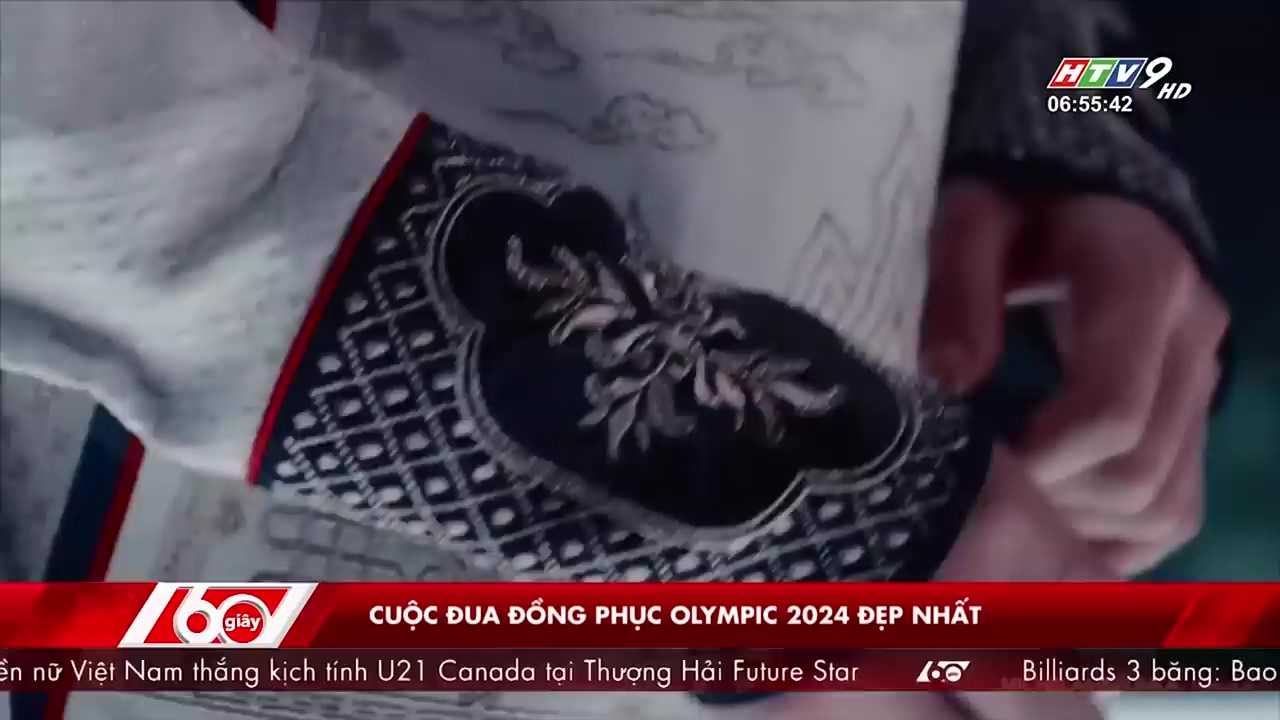 HTV9 HD
06:55:42
60 giây
CUỘC ĐUA ĐỒNG PHỤC OLYMPIC 2024 ĐẸP NHẤT
nữ Việt Nam thắng kịch tính U21 Canada tại Thượng Hải Future Star 60 Billiards 3 băng: Bao